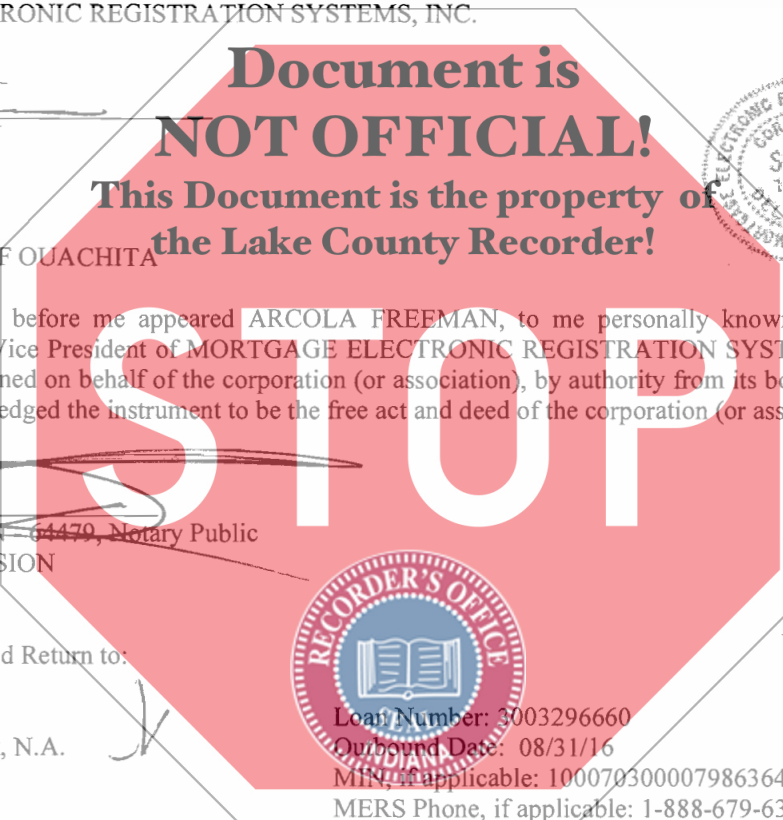 RONIC REGISTRATION SYSTEMS, INC.
Document is
NOT OFFICIAL!
This Document is the property of
the Lake County Recorder!
F OUACHITA
before me appeared ARCOLA FREEMAN, to me personally know
Vice President of MORTGAGE ELECTRONIC REGISTRATION SYST
ned on behalf of the corporation (or association), by authority from its bo
edged the instrument to be the free act and deed of the corporation (or ass
STOP
N - 64479, Notary Public
SION
RECORDER'S OFFICE
SEAL
INDIANA
d Return to:
, N.A.
Loan Number: 3003296660
Outbound Date: 08/31/16
MIN, if applicable: 100070300007986364
MERS Phone, if applicable: 1-888-679-63